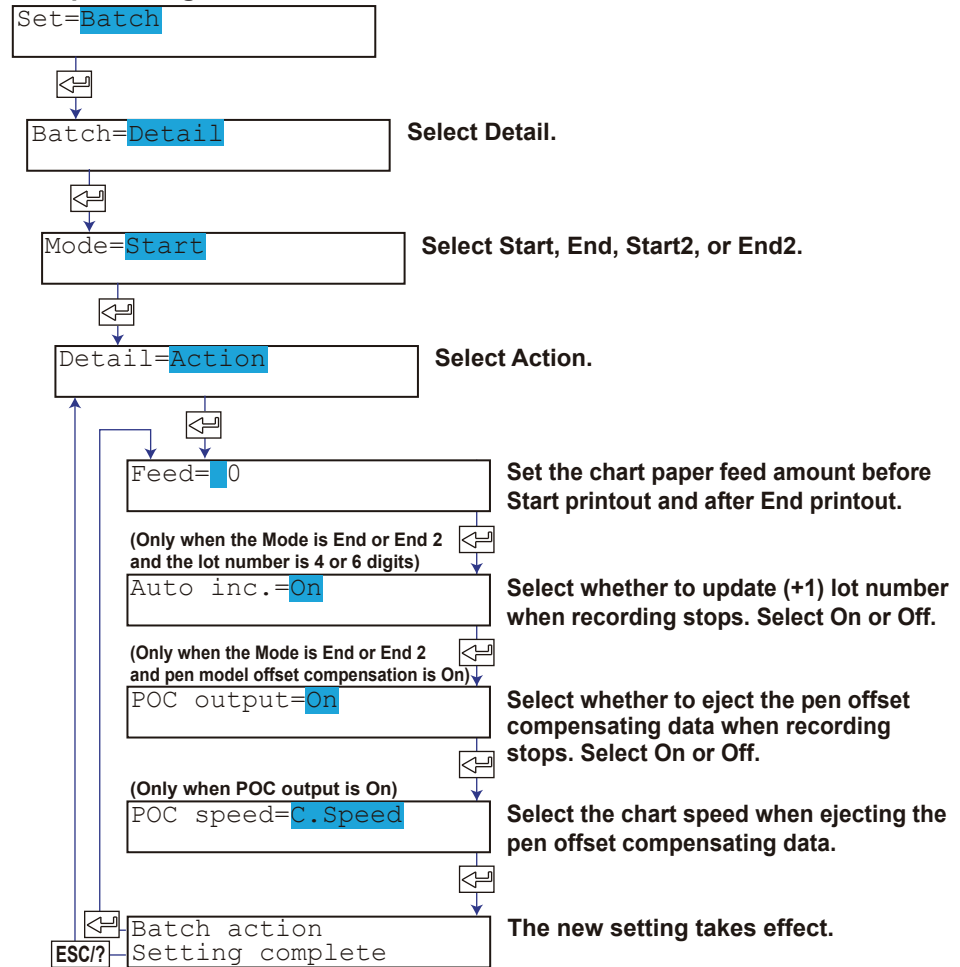 Set=Batch
Batch=Detail
Select Detail.
Mode=Start
Select Start, End, Start2, or End2.
Detail=Action
Select Action.
Feed= 0
Set the chart paper feed amount before
Start printout and after End printout.
(Only when the Mode is End or End 2
and the lot number is 4 or 6 digits)
Auto inc.=On
Select whether to update (+1) lot number
when recording stops. Select On or Off.
(Only when the Mode is End or End 2
and pen model offset compensation is On)
POC output=On
Select whether to eject the pen offset
compensating data when recording
stops. Select On or Off.
(Only when POC output is On)
POC speed=C.Speed
Select the chart speed when ejecting the
pen offset compensating data.
Batch action
Setting complete
The new setting takes effect.
ESC/?